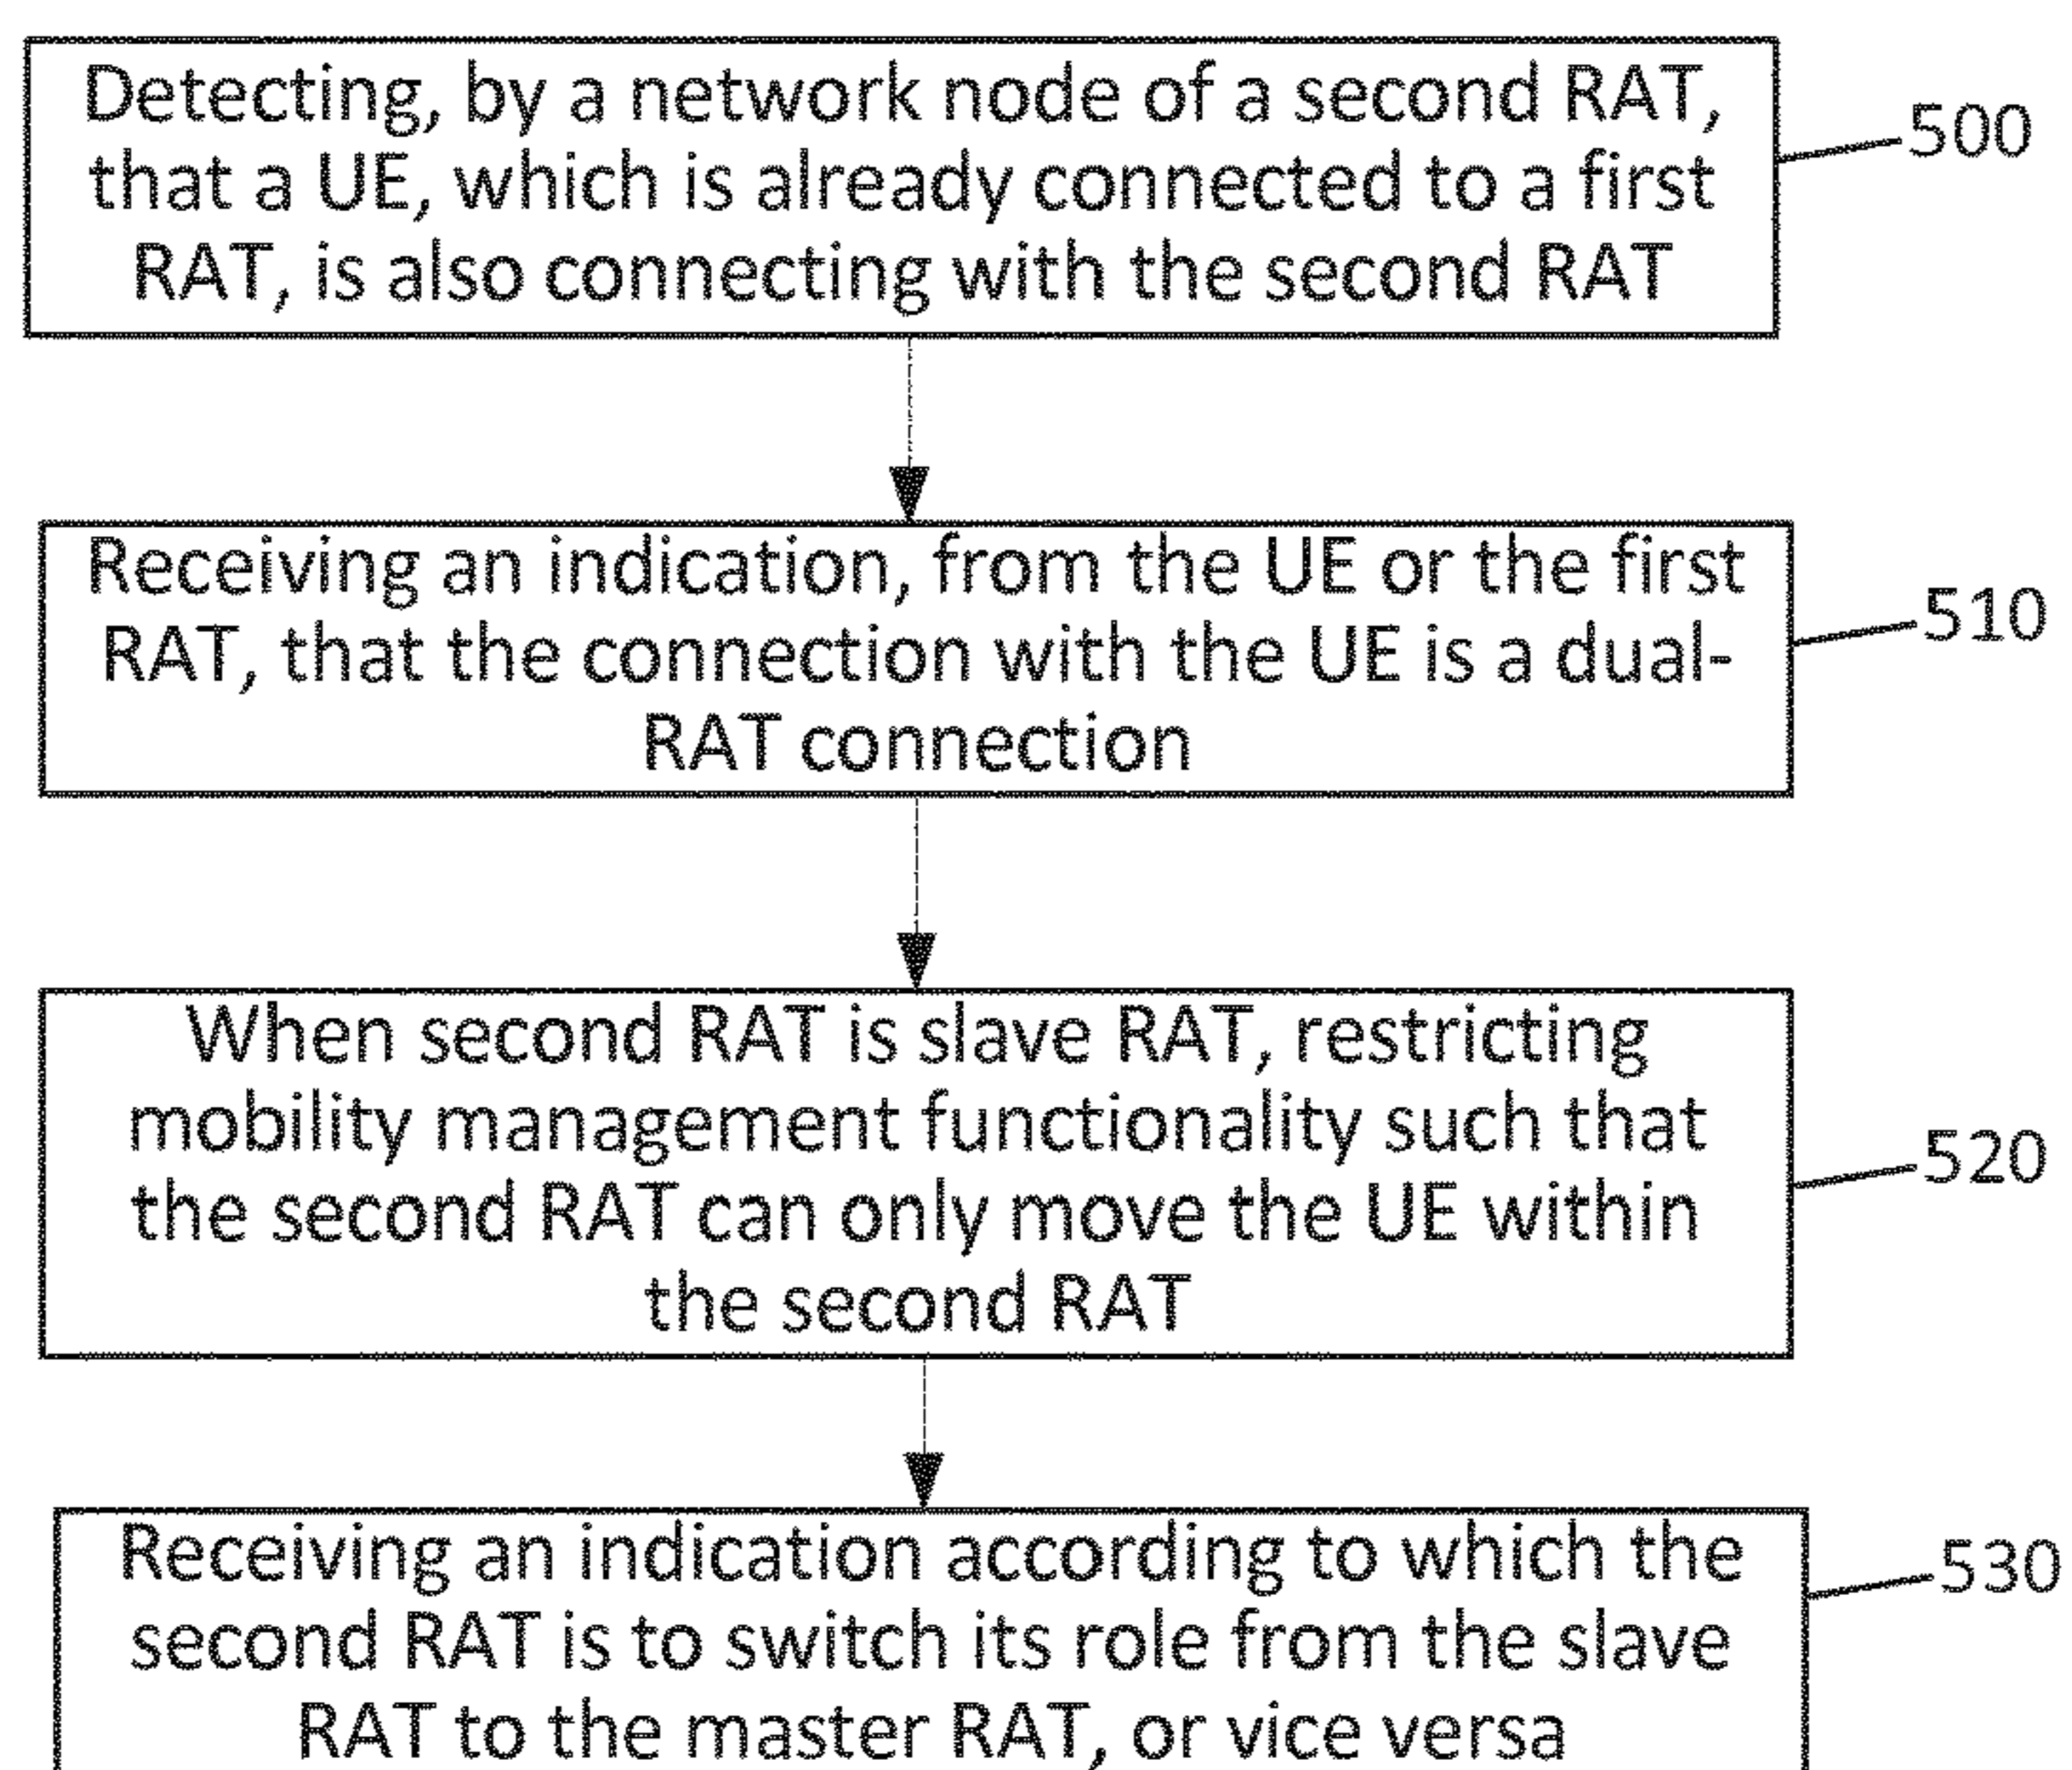 Detecting, by a network node of a second RAT,
that a UE, which is already connected to a first
RAT, is also connecting with the second RAT
500
Receiving an indication, from the UE or the first
RAT, that the connection with the UE is a dual-
RAT connection
510
When second RAT is slave RAT, restricting
mobility management functionality such that
the second RAT can only move the UE within
the second RAT
520
Receiving an indication according to which the
second RAT is to switch its role from the slave
RAT to the master RAT, or vice versa
530